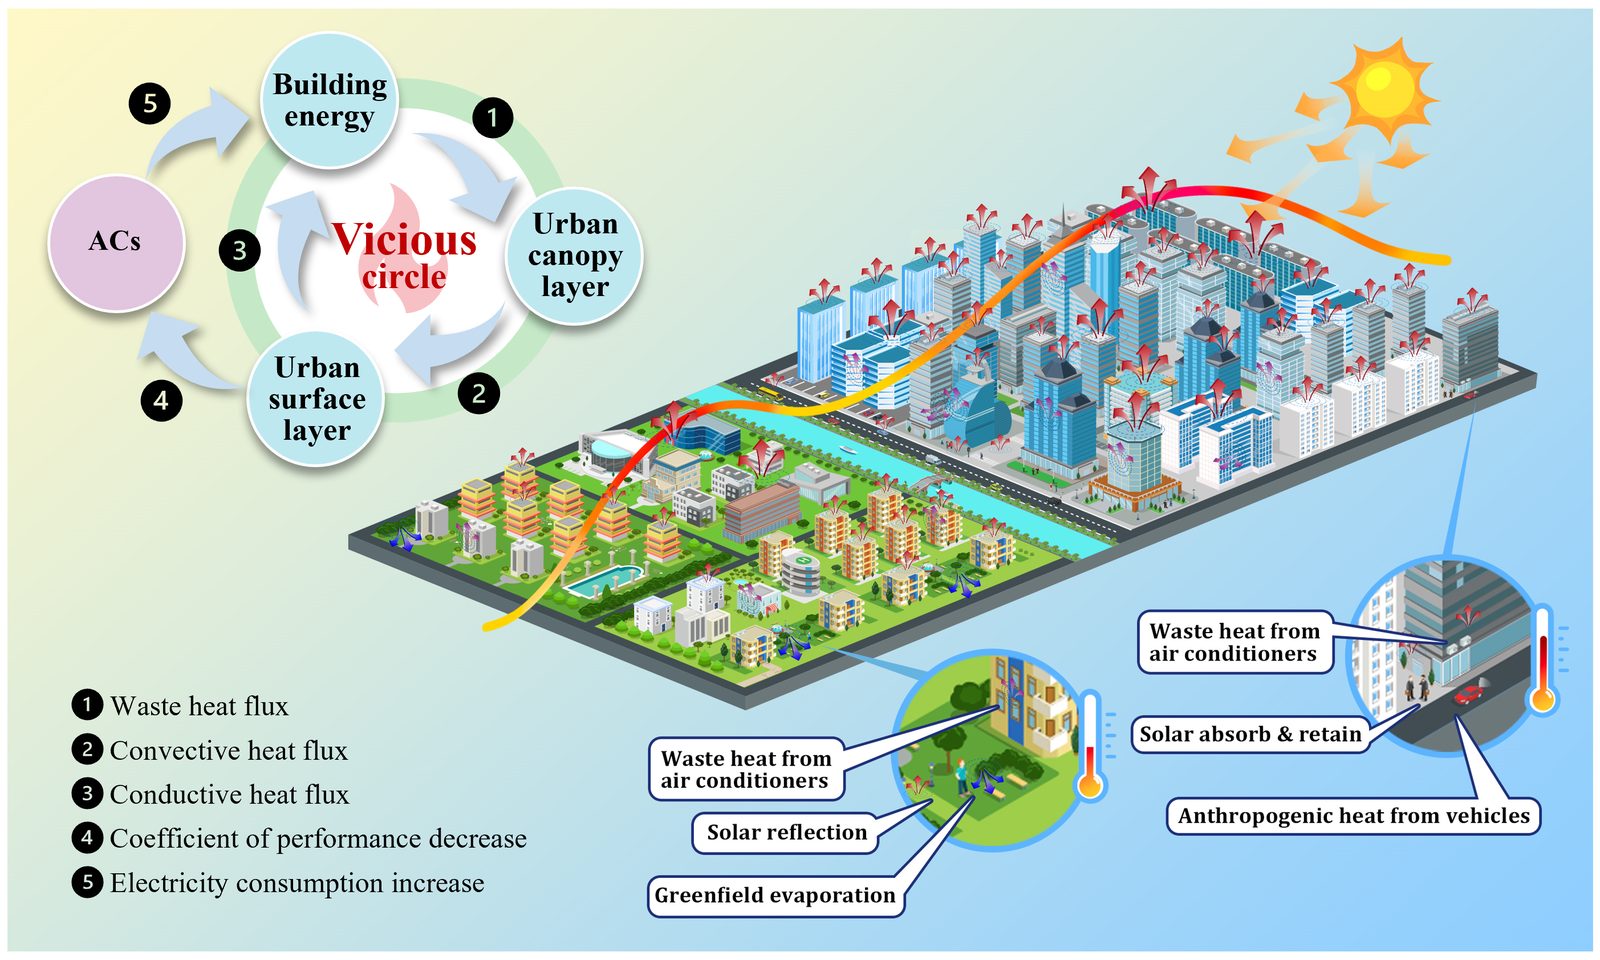 Building
energy
5
1
ACs
Urban
canopy
layer
Vicious
circle
3
4
Urban
surface
layer
2
1 Waste heat flux
2 Convective heat flux
3 Conductive heat flux
4 Coefficient of performance decrease
5 Electricity consumption increase
Waste heat from
air conditioners
Solar reflection
Greenfield evaporation
Waste heat from
air conditioners
Solar absorb & retain
Anthropogenic heat from vehicles